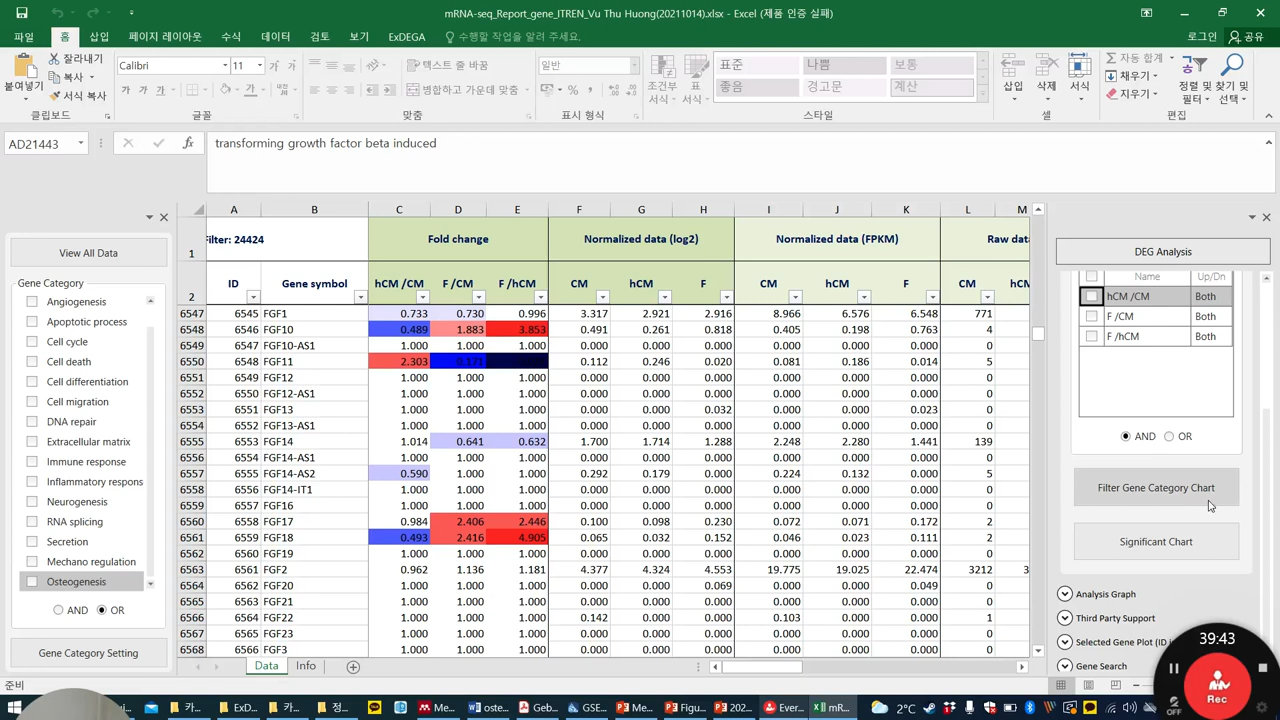 mRNA-seq_Report_gene_ITREN_Vu Thu Huong(20211014).xlsx - Excel (제품 인증 실패)
파일 홈 삽입 페이지 레이아웃 수식 데이터 검토 보기 ExDEGA 수행할 작업을 알려 주세요. 로그인 공유
붙여넣기 잘라내기 복사 서식 복사 클립보드
Calibri 11 가 가 가 글꼴
텍스트 줄 바꿈 병합하고 가운데 맞춤 맞춤
일반 표시 형식
조건부 서식 표 서식 표준 나쁨 보통 좋음 경고문 계산 스타일
삽입 삭제 서식 셀
자동 합계 채우기 지우기 정렬 및 필터 찾기 및 선택 편집
AD21443 fx transforming growth factor beta induced
View All Data
Gene Category
Angiogenesis
Apoptotic process
Cell cycle
Cell death
Cell differentiation
Cell migration
DNA repair
Extracellular matrix
Immune response
Inflammatory respons
Neurogenesis
RNA splicing
Secretion
Mechano regulation
Osteogenesis
AND OR
Gene Category Setting
A B C D E F G H I J K L M
1 Filter: 24424 Fold change Normalized data (log2) Normalized data (FPKM) Raw data
2 ID Gene symbol hCM /CM F /CM F /hCM CM hCM F CM hCM F CM hCM
6547 6545 FGF1 0.733 0.730 0.996 3.317 2.921 2.916 8.966 6.576 6.548 771
6548 6546 FGF10 0.489 1.883 3.853 0.491 0.261 0.818 0.405 0.198 0.763 4
6549 6547 FGF10-AS1 1.000 1.000 1.000 0.000 0.000 0.000 0.000 0.000 0.000 0
6550 6548 FGF11 2.303 0.171 0.112 0.246 0.020 0.081 0.186 0.014 5
6551 6549 FGF12 1.000 1.000 1.000 0.000 0.000 0.000 0.000 0.000 0.000 0
6552 6550 FGF12-AS1 1.000 1.000 1.000 0.000 0.000 0.000 0.000 0.000 0.000 0
6553 6551 FGF13 1.000 1.000 1.000 0.000 0.000 0.032 0.000 0.000 0.023 0
6554 6552 FGF13-AS1 1.000 1.000 1.000 0.000 0.000 0.000 0.000 0.000 0.000 0
6555 6553 FGF14 1.014 0.641 0.632 1.700 1.714 1.288 2.248 2.280 1.441 139
6556 6554 FGF14-AS1 1.000 1.000 1.000 0.000 0.000 0.000 0.000 0.000 0.000 0
6557 6555 FGF14-AS2 0.590 1.000 1.000 0.292 0.179 0.000 0.224 0.132 0.000 5
6558 6556 FGF14-IT1 1.000 1.000 1.000 0.000 0.000 0.000 0.000 0.000 0.000 0
6559 6557 FGF16 1.000 1.000 1.000 0.000 0.000 0.000 0.000 0.000 0.000 0
6560 6558 FGF17 0.984 2.406 2.446 0.100 0.098 0.230 0.072 0.071 0.172 2
6561 6559 FGF18 0.493 2.416 4.905 0.065 0.032 0.152 0.046 0.023 0.111 2
6562 6560 FGF19 1.000 1.000 1.000 0.000 0.000 0.000 0.000 0.000 0.000 0
6563 6561 FGF2 0.962 1.136 1.181 4.377 4.324 4.553 19.775 19.025 22.474 3212 3
6564 6562 FGF20 1.000 1.000 1.000 0.000 0.000 0.069 0.000 0.000 0.049 0
6565 6563 FGF21 1.000 1.000 1.000 0.000 0.000 0.000 0.000 0.000 0.000 0
6566 6564 FGF22 1.000 1.000 1.000 0.142 0.000 0.000 0.103 0.000 0.000 1
6567 6565 FGF23 1.000 1.000 1.000 0.000 0.000 0.000 0.000 0.000 0.000 0
6568 6566 FGF3 1.000 1.000 1.000 0.000 0.000 0.000 0.000 0.000 0.000 0
Data Info
준비
DEG Analysis
Name Up/Dn
hCM /CM Both
F /CM Both
F /hCM Both
AND OR
Filter Gene Category Chart
Significant Chart
Analysis Graph
Third Party Support
Selected Gene Plot (ID i
Gene Search
39:43
Rec
OFF
카... ExD... 카... 정... Me... Geb... GSE... Me... Figu... 202... Ever... mR... 2°C